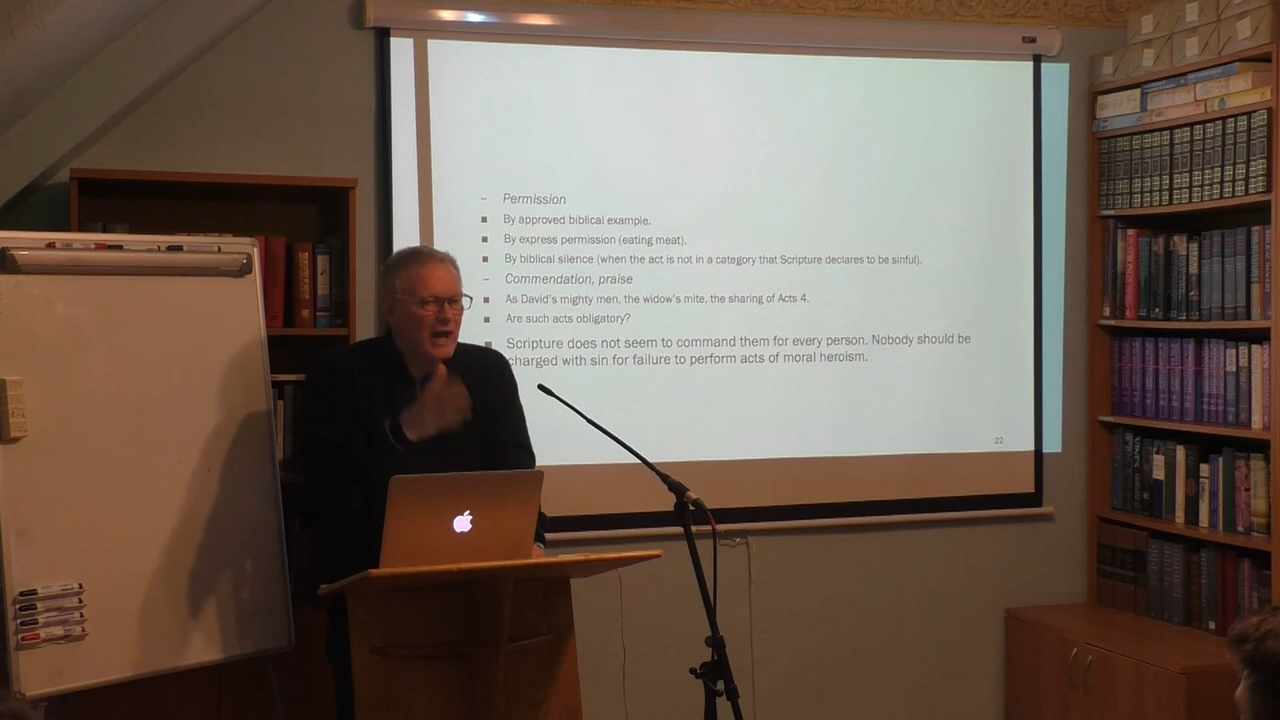 – Permission
■ By approved biblical example.
■ By express permission (eating meat).
■ By biblical silence (when the act is not in a category that Scripture declares to be sinful).
– Commendation, praise
■ As David's mighty men, the widow's mite, the sharing of Acts 4.
■ Are such acts obligatory?
■ Scripture does not seem to command them for every person. Nobody should be
charged with sin for failure to perform acts of moral heroism.
22